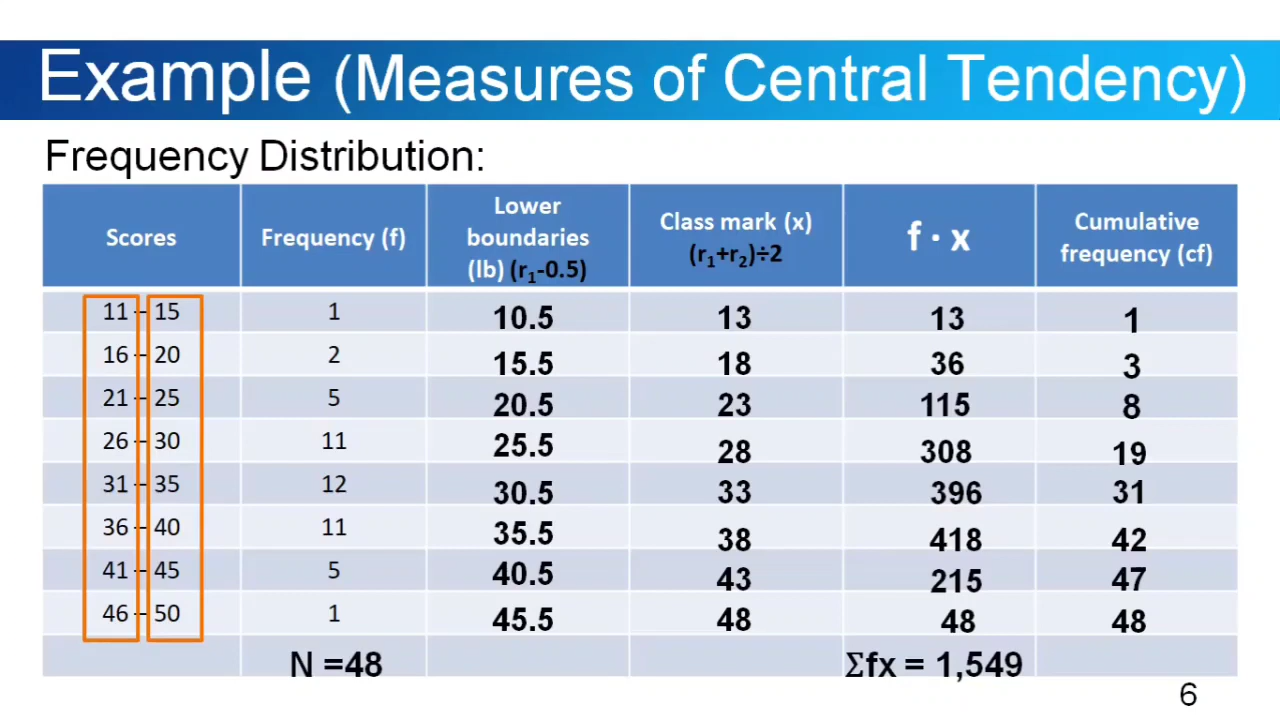 Example (Measures of Central Tendency)
Frequency Distribution:
Scores Frequency (f) Lower boundaries (lb) (r₁-0.5) Class mark (x) (r₁+r₂)÷2 f · x Cumulative frequency (cf)
11 – 15 1 10.5 13 13 1
16 – 20 2 15.5 18 36 3
21 – 25 5 20.5 23 115 8
26 – 30 11 25.5 28 308 19
31 – 35 12 30.5 33 396 31
36 – 40 11 35.5 38 418 42
41 – 45 5 40.5 43 215 47
46 – 50 1 45.5 48 48 48
N =48 Σfx = 1,549
6